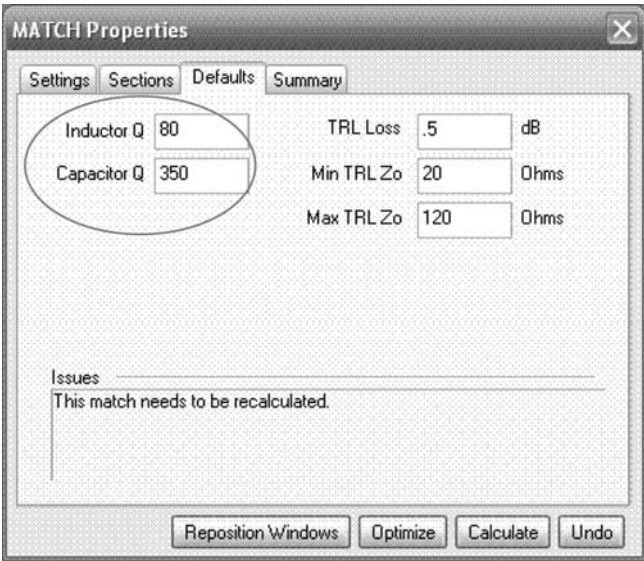 MATCH Properties
Settings Sections Defaults Summary
Inductor Q 80 TRL Loss .5 dB
Capacitor Q 350 Min TRL Zo 20 Ohms
Max TRL Zo 120 Ohms
Issues
This match needs to be recalculated.
Reposition Windows Optimize Calculate Undo